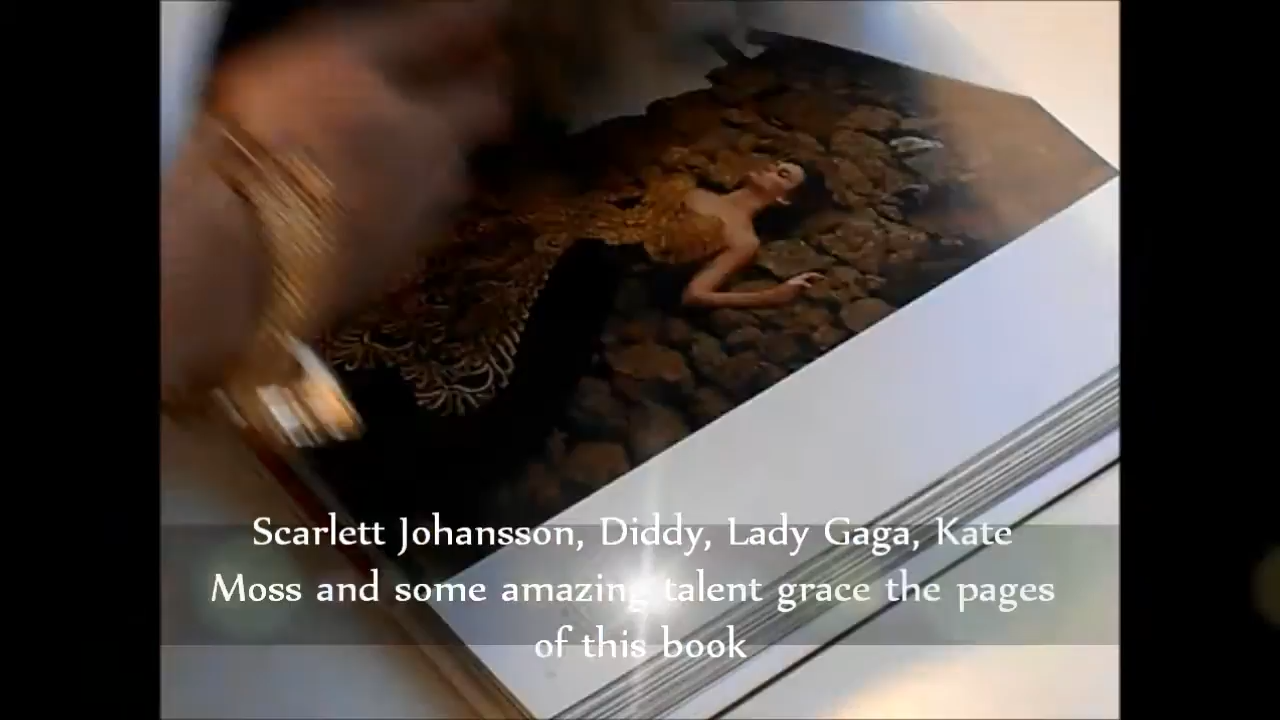 Scarlett Johansson, Diddy, Lady Gaga, Kate
Moss and some amazing talent grace the pages
of this book